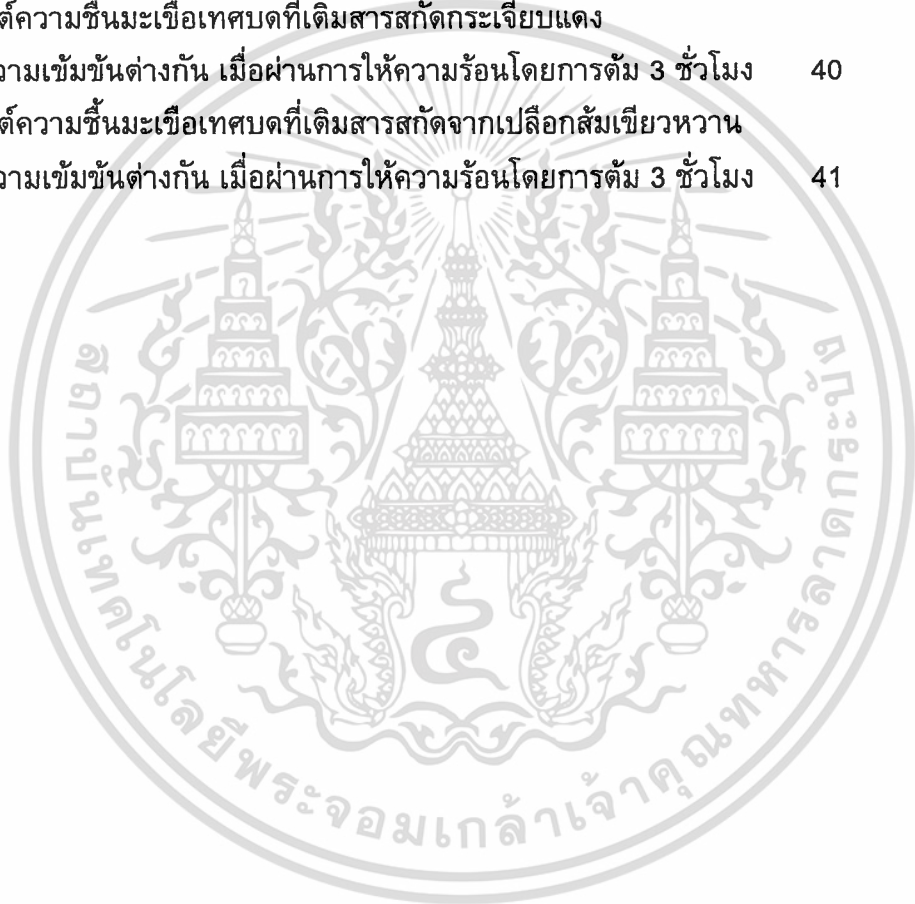 ต์ความชื้นมะเขือเทศบดที่เติมสารสกัดกระเจี๊ยบแดง
วามเข้มข้นต่างกัน เมื่อผ่านการให้ความร้อนโดยการต้ม 3 ชั่วโมง 40
ต์ความชื้นมะเขือเทศบดที่เติมสารสกัดจากเปลือกส้มเขียวหวาน
วามเข้มข้นต่างกัน เมื่อผ่านการให้ความร้อนโดยการต้ม 3 ชั่วโมง 41
สถาบันเทคโนโลยีพระจอมเกล้าเจ้าคุณทหารลาดกระบัง
๔